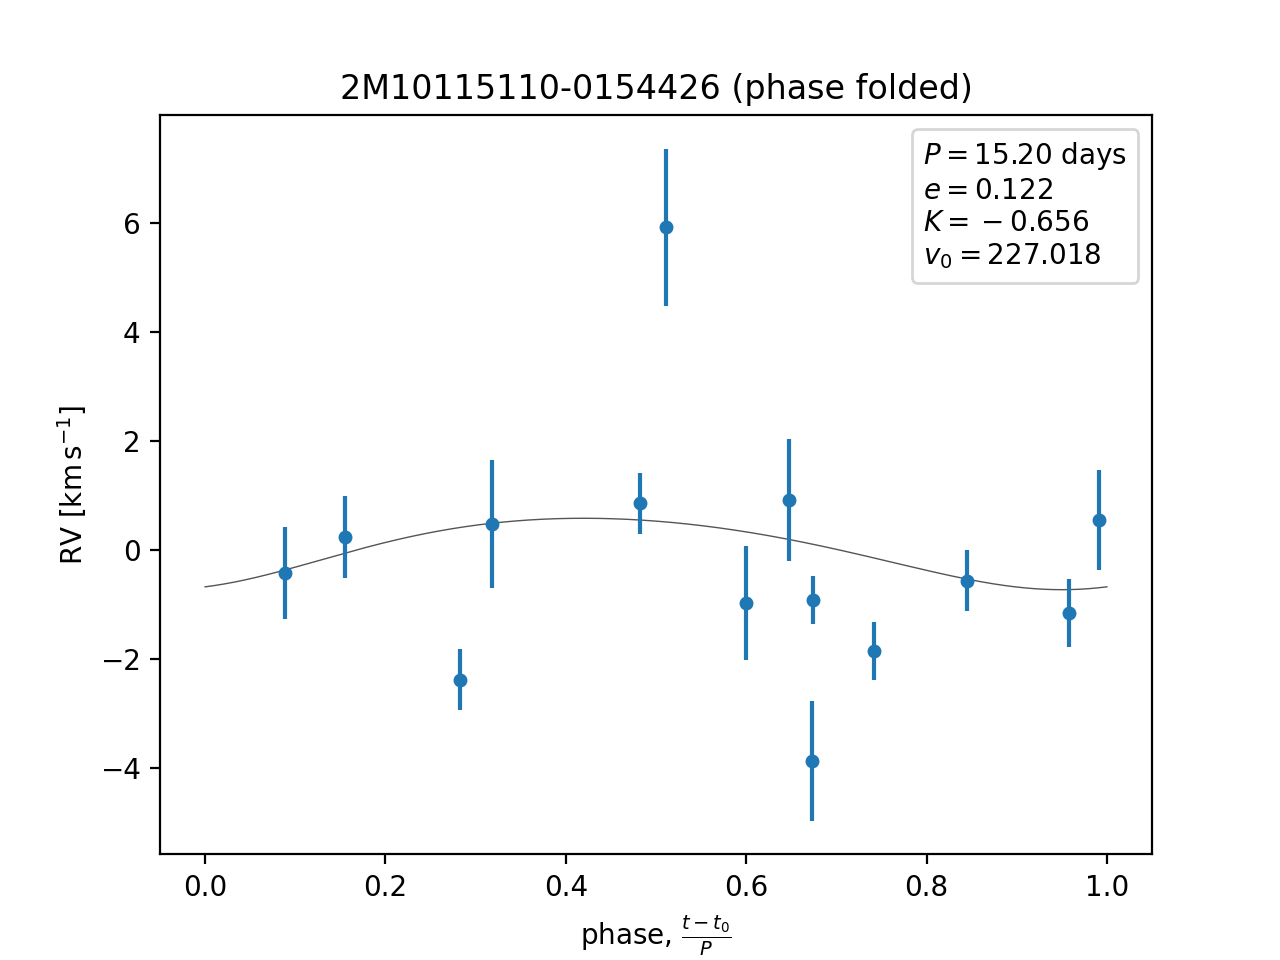 2M10115110-0154426 (phase folded)
P = 15.20 days
e = 0.122
K = −0.656
v₀ = 227.018
RV [km s⁻¹]
6
4
2
0
−2
−4
0.0 0.2 0.4 0.6 0.8 1.0
phase, (t − t₀)/P